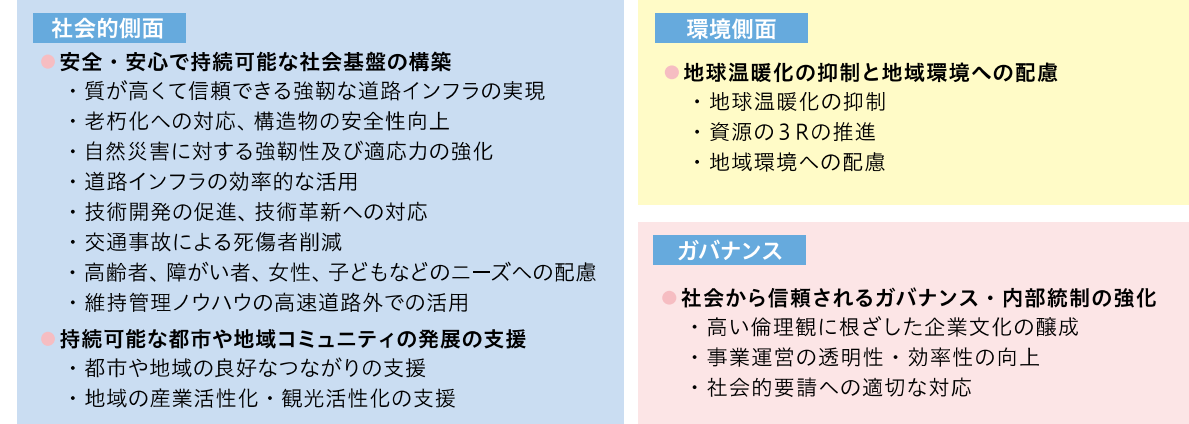 社会的側面
●安全・安心で持続可能な社会基盤の構築
・質が高くて信頼できる強靭な道路インフラの実現
・老朽化への対応、構造物の安全性向上
・自然災害に対する強靭性及び適応力の強化
・道路インフラの効率的な活用
・技術開発の促進、技術革新への対応
・交通事故による死傷者削減
・高齢者、障がい者、女性、子どもなどのニーズへの配慮
・維持管理ノウハウの高速道路外での活用
●持続可能な都市や地域コミュニティの発展の支援
・都市や地域の良好なつながりの支援
・地域の産業活性化・観光活性化の支援
環境側面
●地球温暖化の抑制と地域環境への配慮
・地球温暖化の抑制
・資源の3Rの推進
・地域環境への配慮
ガバナンス
●社会から信頼されるガバナンス・内部統制の強化
・高い倫理観に根ざした企業文化の醸成
・事業運営の透明性・効率性の向上
・社会的要請への適切な対応